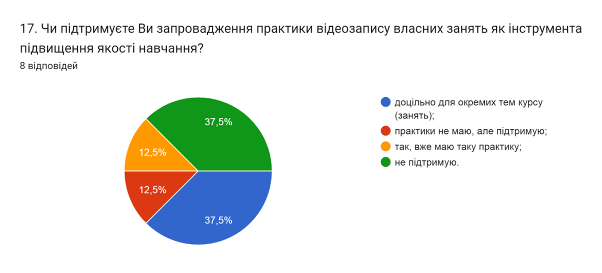 17. Чи підтримуєте Ви запровадження практики відеозапису власних занять як інструмента
підвищення якості навчання?
8 відповідей
37,5%
12,5%
12,5%
37,5%
доцільно для окремих тем курсу
(занять);
практики не маю, але підтримую;
так, вже маю таку практику;
не підтримую.